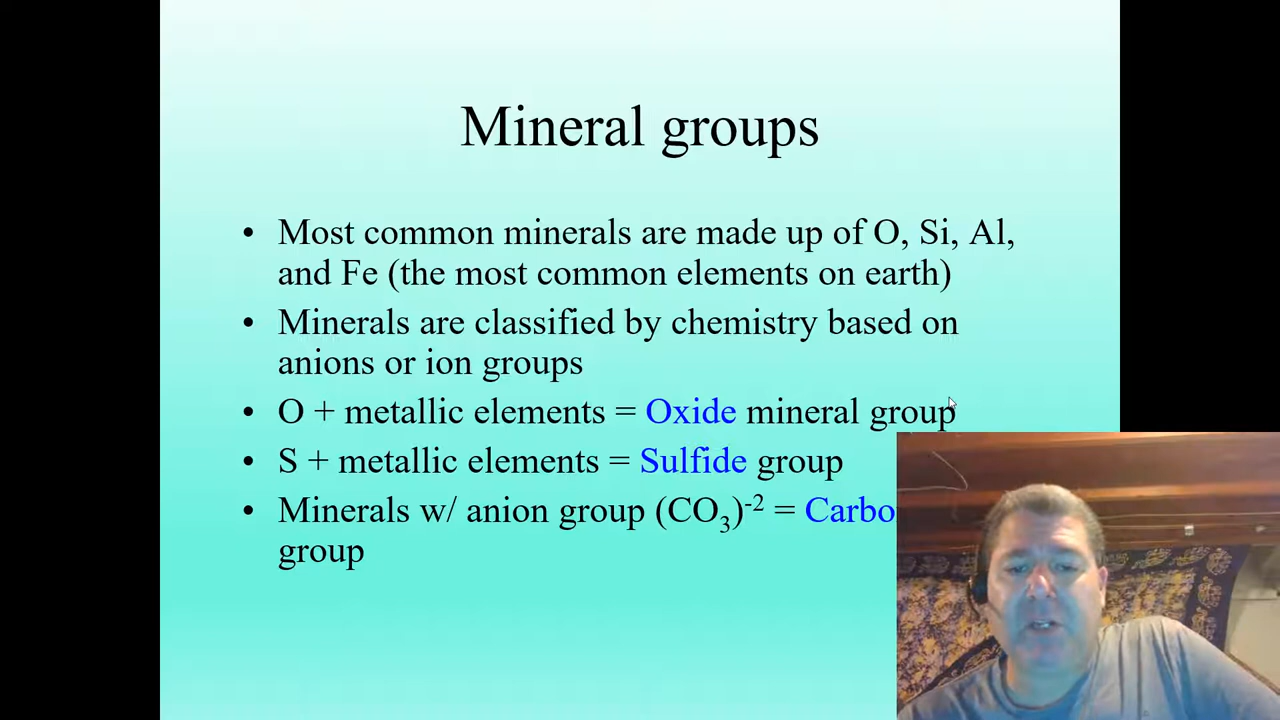 Mineral groups
• Most common minerals are made up of O, Si, Al,
and Fe (the most common elements on earth)
• Minerals are classified by chemistry based on
anions or ion groups
• O + metallic elements = Oxide mineral group
• S + metallic elements = Sulfide group
• Minerals w/ anion group (CO₃)⁻² = Carbo
group